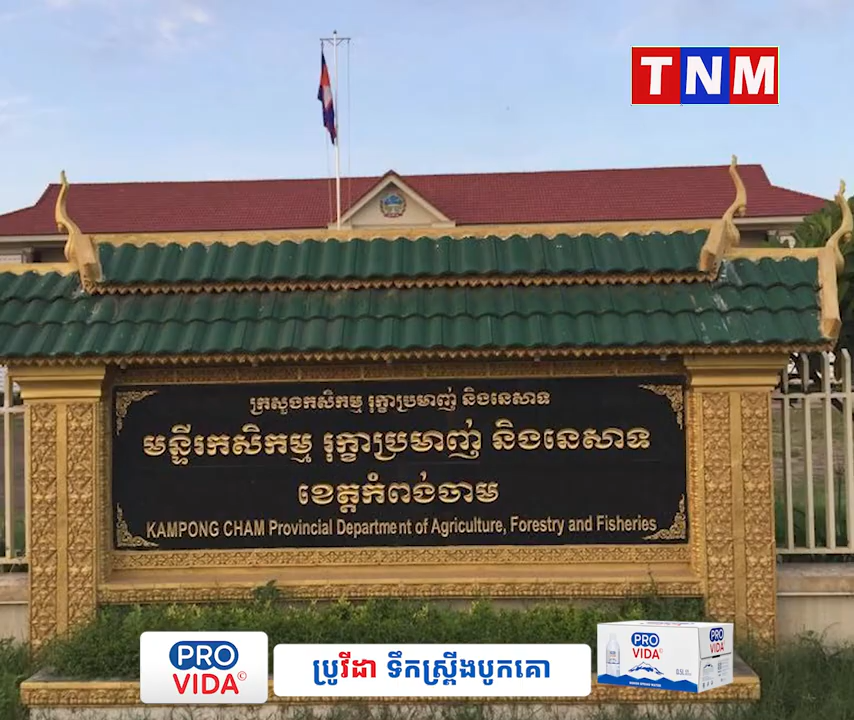 TNM
ក្រសួងកសិកម្ម រុក្ខាប្រមាញ់ និងនេសាទ
មន្ទីរកសិកម្ម រុក្ខាប្រមាញ់ និងនេសាទ
ខេត្តកំពង់ចាម
KAMPONG CHAM Provincial Department of Agriculture, Forestry and Fisheries
PRO
VIDA
ប្រូវីដា ទឹកស្ត្រីងបូកគោ
PRO
VIDA
PRO
VIDA